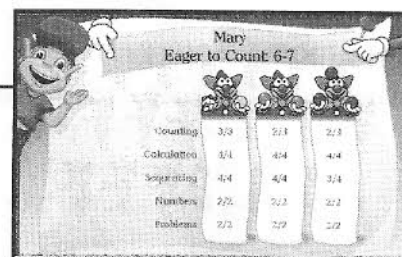 Mary
Eager to Count 6-7
Counting 3/3 2/3 2/3
Calculation 4/4 4/4 4/4
Sequencing 4/4 4/4 3/4
Numbers 2/2 2/2 2/2
Problems 2/2 2/2 2/2